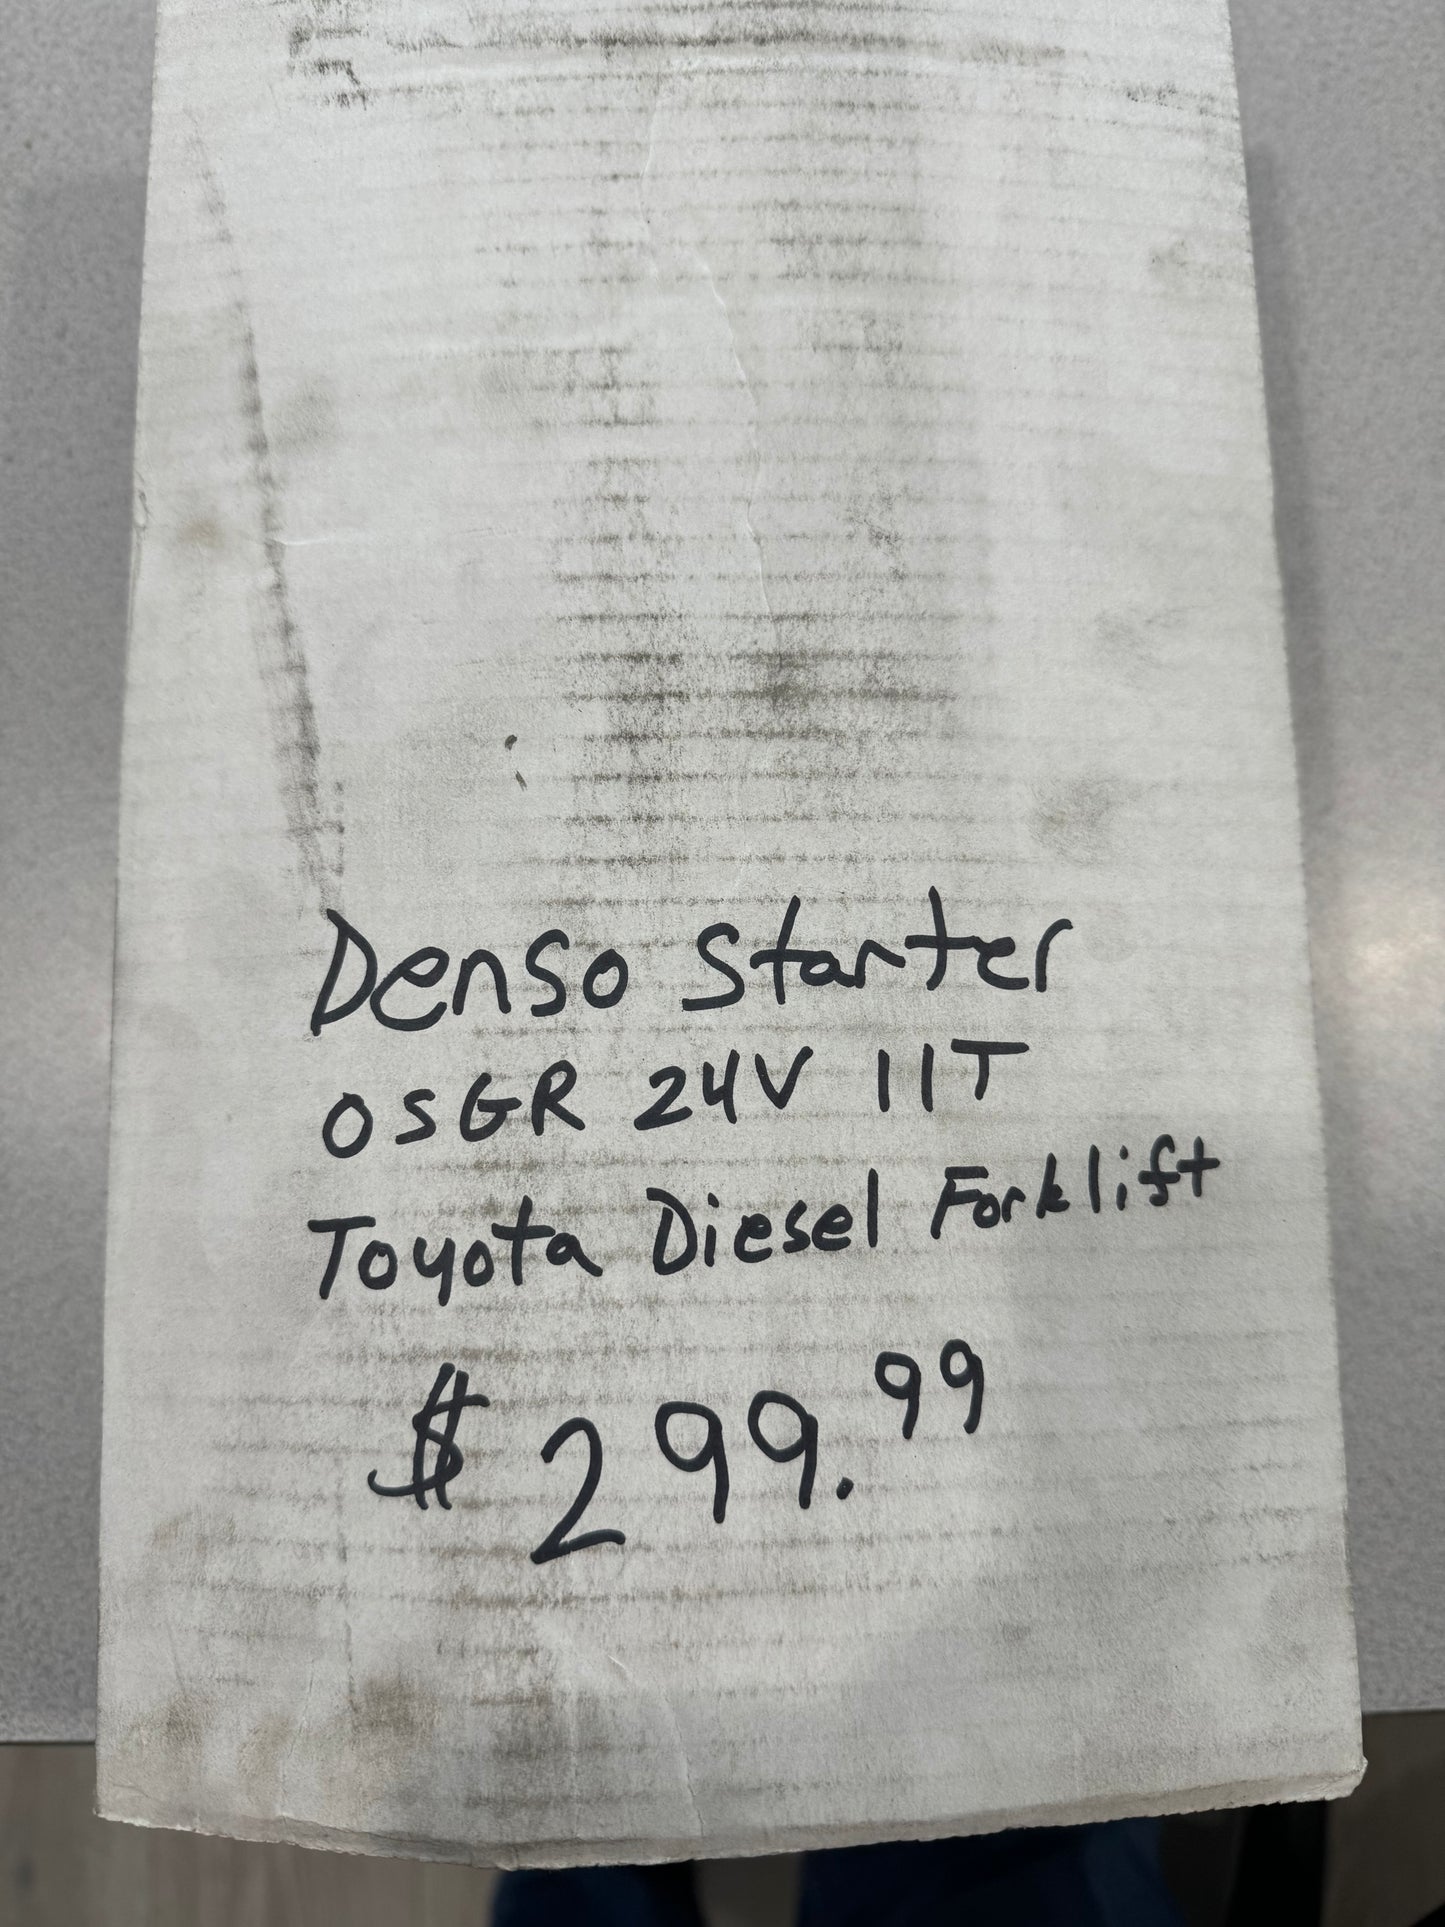 Denso Starter
OSGR 24V 11T
Toyota Diesel Forklift
$299.99